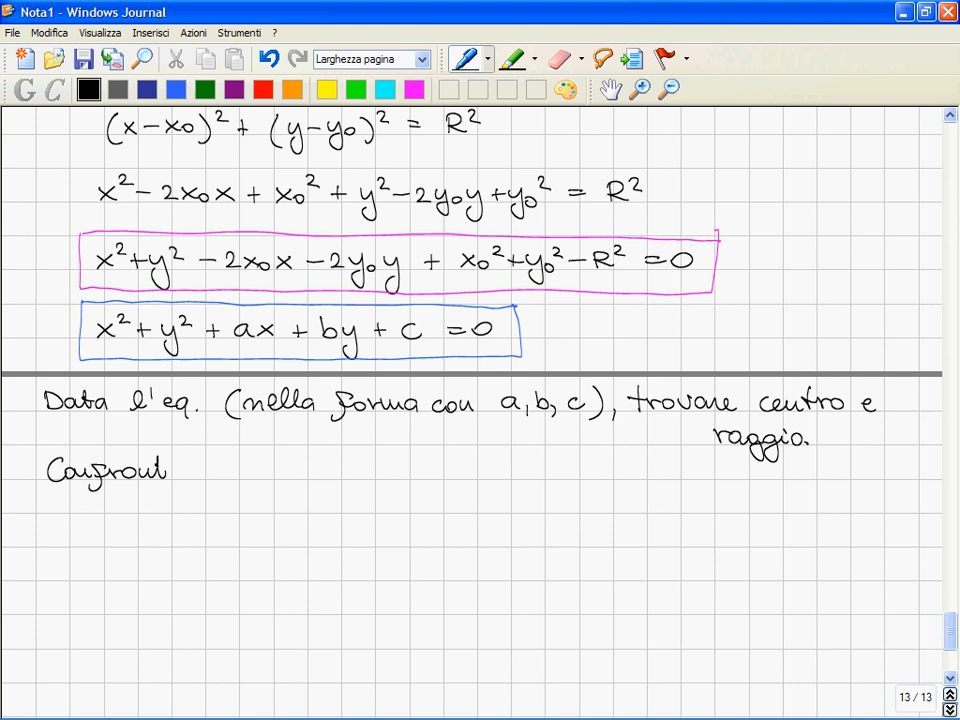 Nota1 - Windows Journal
File Modifica Visualizza Inserisci Azioni Strumenti ?
Larghezza pagina
G C
(x-x₀)² + (y-y₀)² = R²
x² - 2x₀x + x₀² + y² - 2y₀y + y₀² = R²
x² + y² - 2x₀x - 2y₀y + x₀² + y₀² - R² = 0
x² + y² + ax + by + c = 0
Data l'eq. (nella forma con a, b, c), trovare centro e
raggio.
Confront
13 / 13